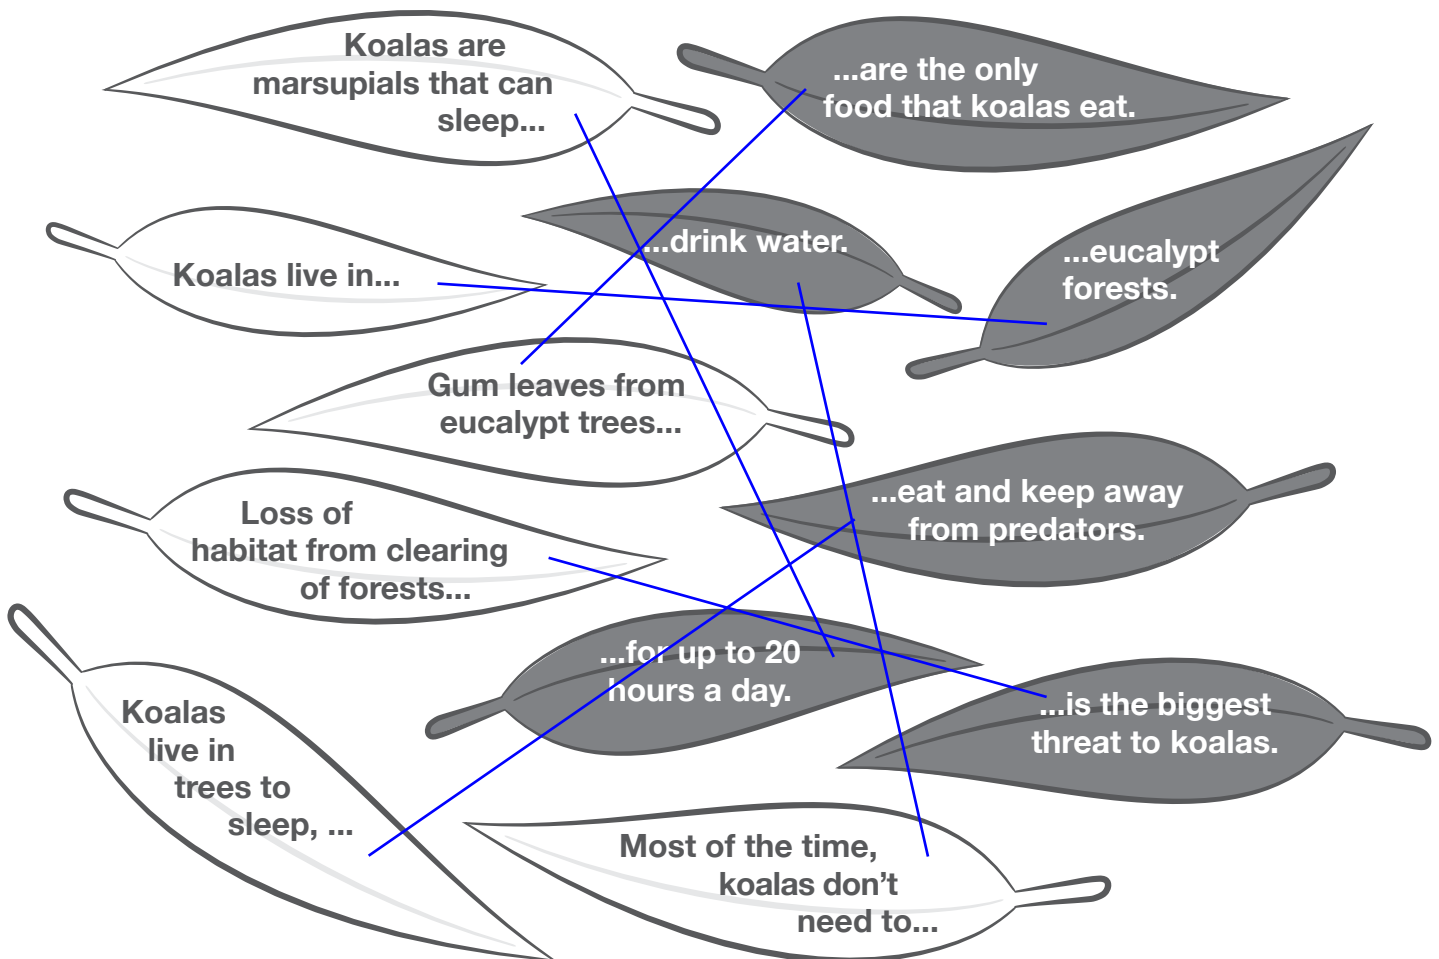 Koalas are
marsupials that can
sleep...
...are the only
food that koalas eat.
...drink water.
...eucalypt
forests.
Koalas live in...
Gum leaves from
eucalypt trees...
...eat and keep away
from predators.
Loss of
habitat from clearing
of forests...
...for up to 20
hours a day.
...is the biggest
threat to koalas.
Koalas
live in
trees to
sleep, ...
Most of the time,
koalas don’t
need to...